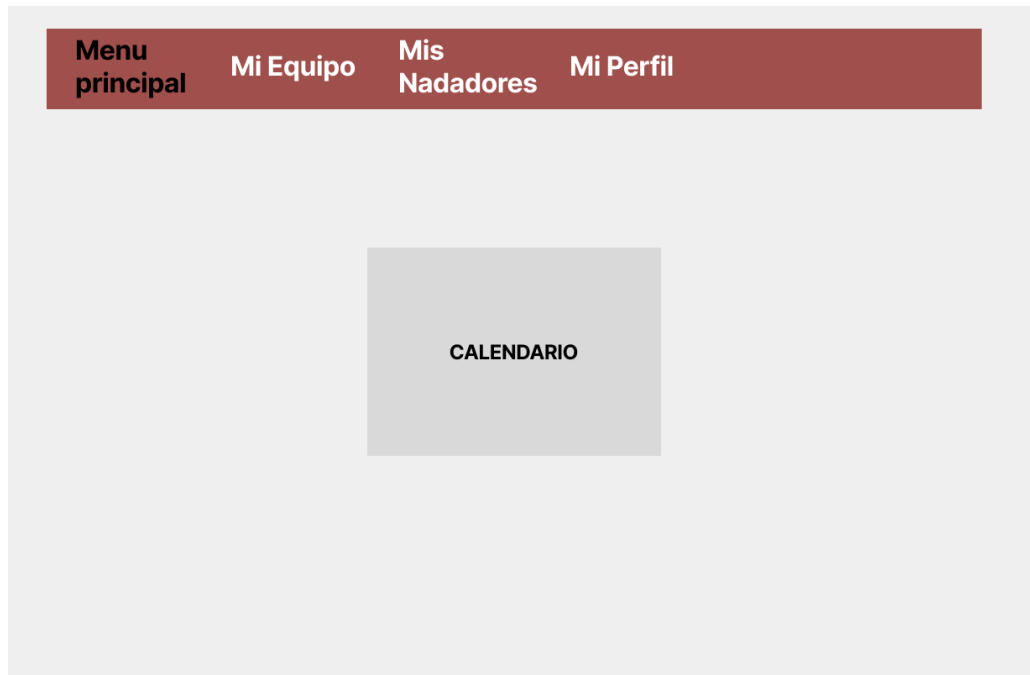 Menu
principal
Mi Equipo
Mis
Nadadores
Mi Perfil
CALENDARIO